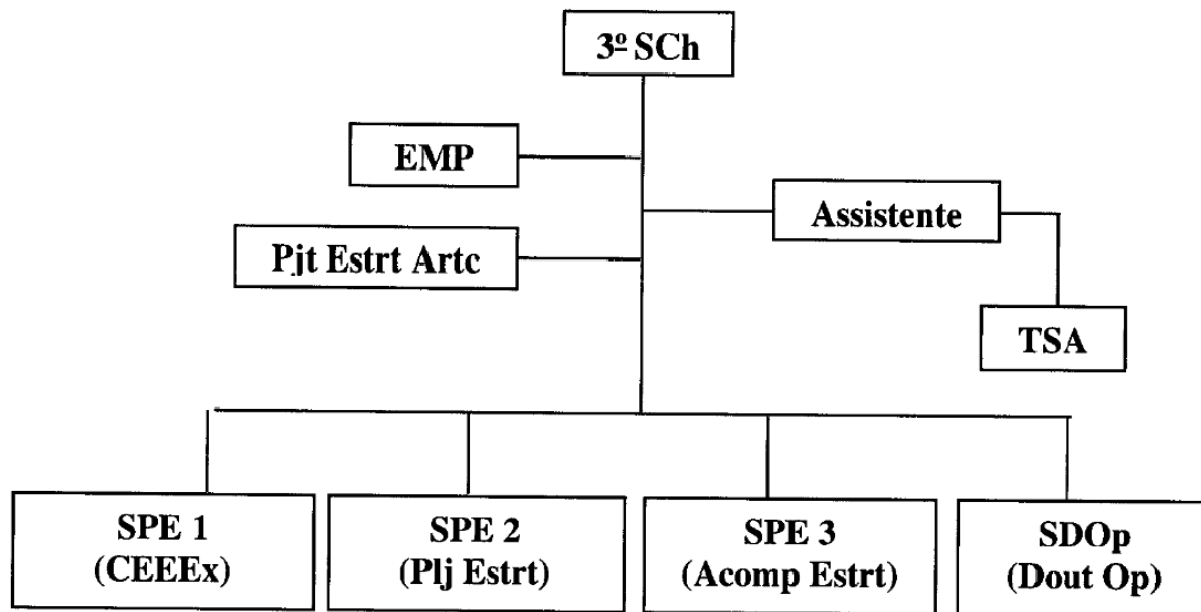 3º SCh
EMP
Assistente
Pjt Estrt Artc
TSA
SPE 1
(CEEEx)
SPE 2
(Plj Estrt)
SPE 3
(Acomp Estrt)
SDOp
(Dout Op)